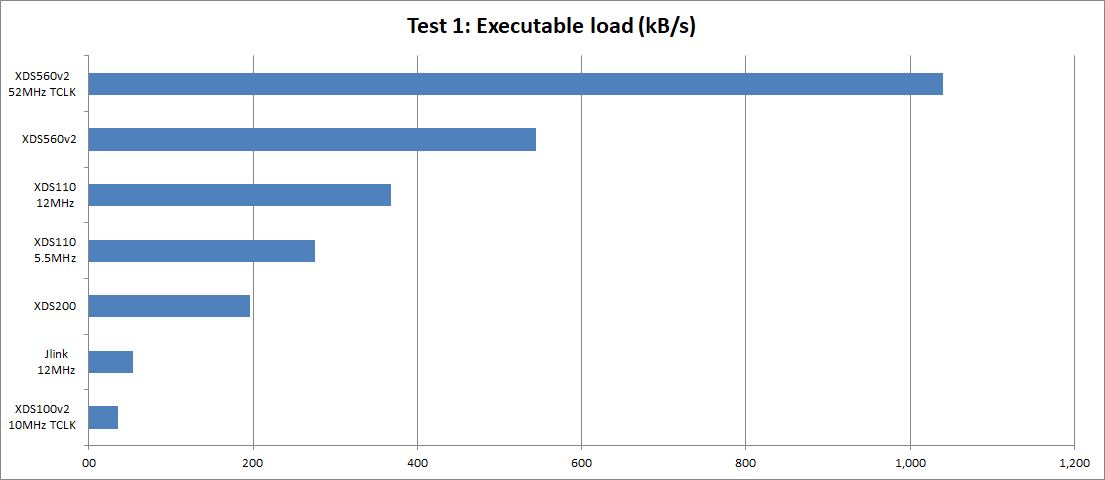 Test 1: Executable load (kB/s)
XDS560v2
52MHz TCLK
XDS560v2
XDS110
12MHz
XDS110
5.5MHz
XDS200
Jlink
12MHz
XDS100v2
10MHz TCLK
00 200 400 600 800 1,000 1,200